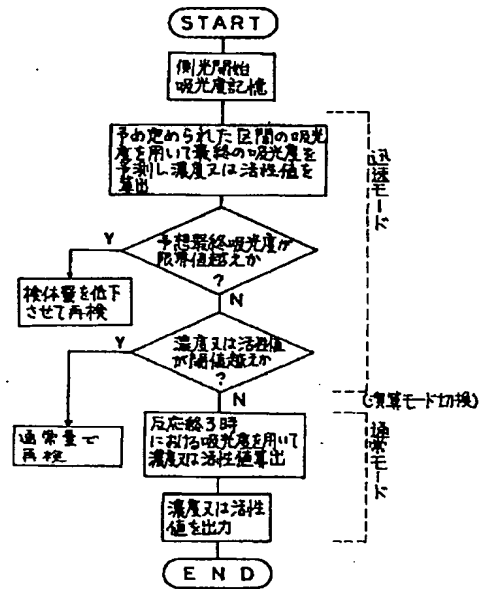 START
側光開始
吸光度記憶
予め定められた区間の吸光
度を用いて最終の吸光度を
予測し濃度又は活性値を
算出
迅速モード
予想最終吸光度が
限界値越えか
?
Y
N
検体量を低下
させて再検
濃度又は活性値
が閾値越えか
?
Y
N
(演算モード切換)
通常量で
再検
反応終了時
における吸光度を用いて
濃度又は活性値算出
通常モード
濃度又は活性
値を出力
END